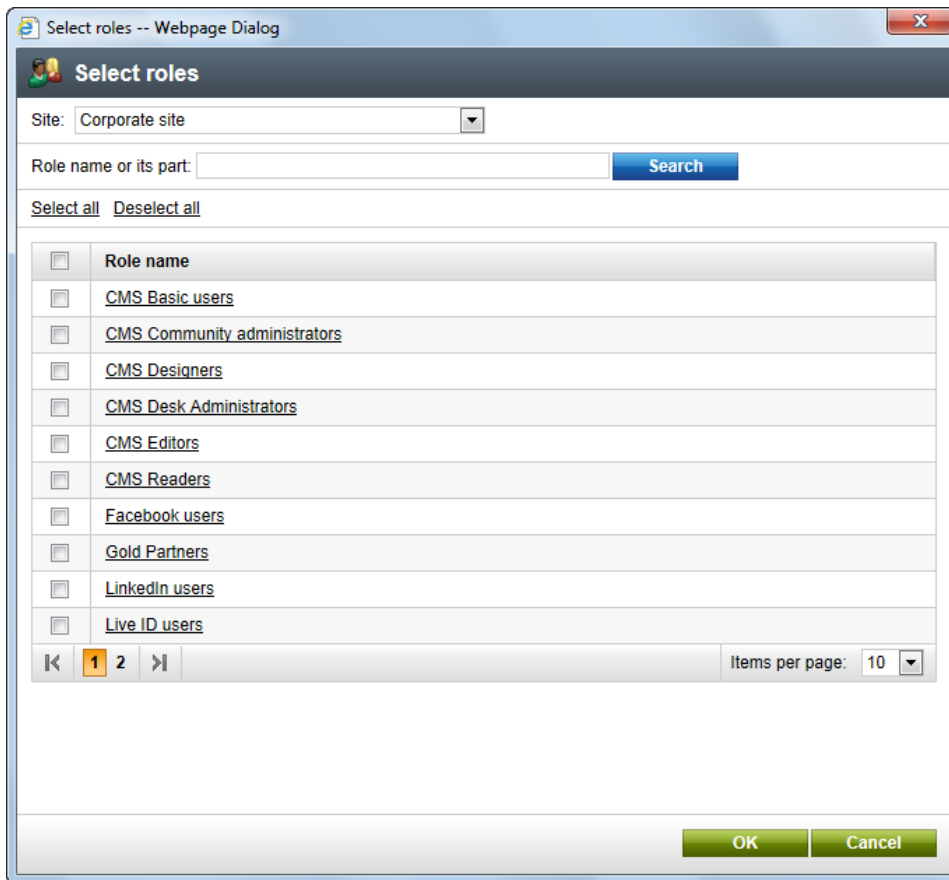 Select roles -- Webpage Dialog
Select roles
Site: Corporate site
Role name or its part: Search
Select all Deselect all
Role name
CMS Basic users
CMS Community administrators
CMS Designers
CMS Desk Administrators
CMS Editors
CMS Readers
Facebook users
Gold Partners
LinkedIn users
Live ID users
1 2 Items per page: 10
OK Cancel